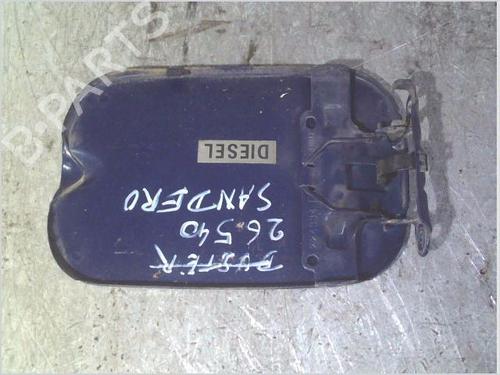 DIESEL
DUSTER
26540
SANDERO
B-PARTS